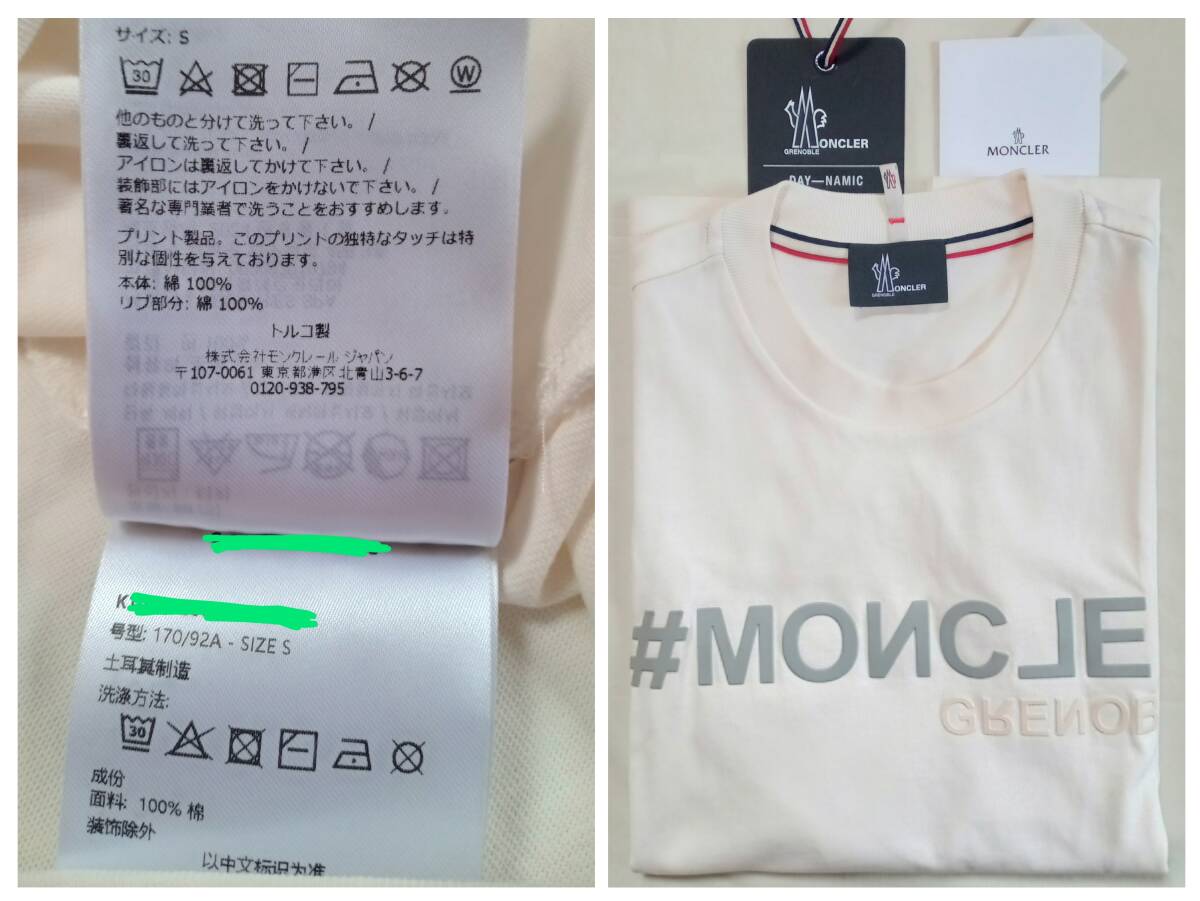 サイズ: S
30
W
他のものと分けて洗って下さい。/
裏返して洗って下さい。/
アイロンは裏返してかけて下さい。/
装飾部にはアイロンをかけないで下さい。/
著名な専門業者で洗うことをおすすめします。
プリント製品。このプリントの独特なタッチは特
別な個性を与えております。
本体: 綿 100%
リブ部分: 綿 100%
トルコ製
株式会社モンクレール ジャパン
〒107-0061 東京都港区北青山3-6-7
0120-938-795
号型: 170/92A - SIZE S
土耳其制造
洗涤方法:
30
成份
面料: 100% 棉
装饰除外
以中文标识为准
MONCLER
GRENOBLE
DAY—NAMIC
MONCLER
MONCLER
GRENOBLE
#MONCLE
GRENOB